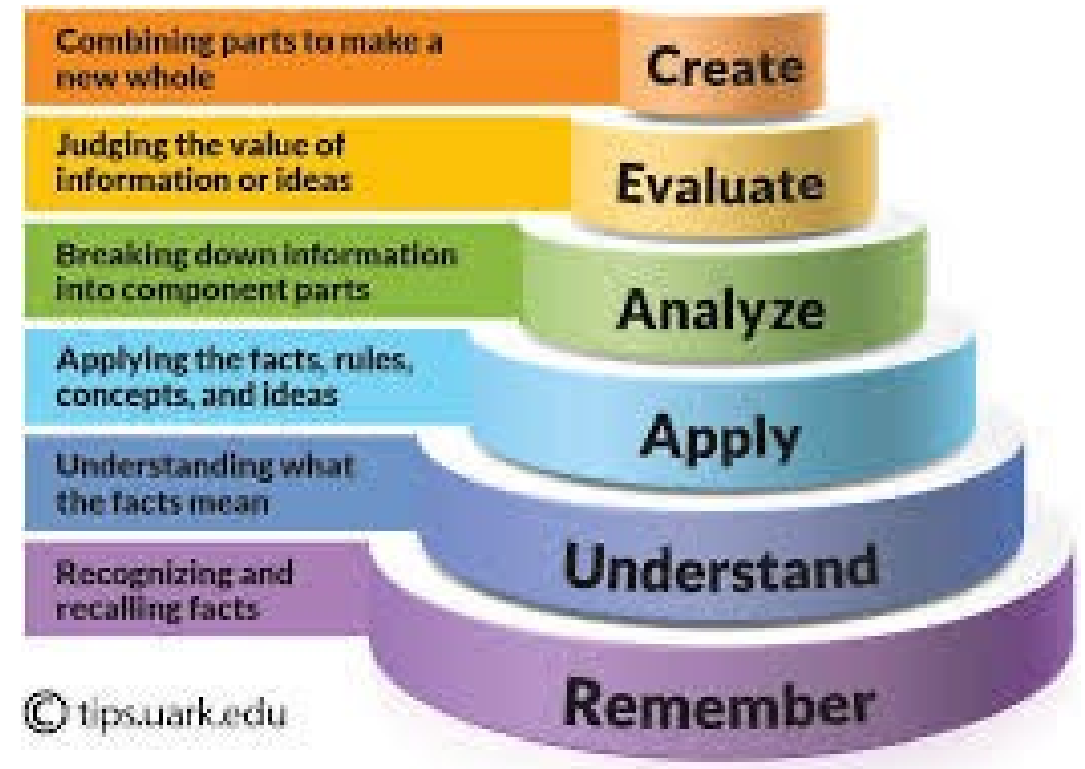 Combining parts to make a
new whole
Create
Judging the value of
information or ideas
Evaluate
Breaking down information
into component parts
Analyze
Applying the facts, rules,
concepts, and ideas
Apply
Understanding what
the facts mean
Understand
Recognizing and
recalling facts
Remember
© tips.uark.edu